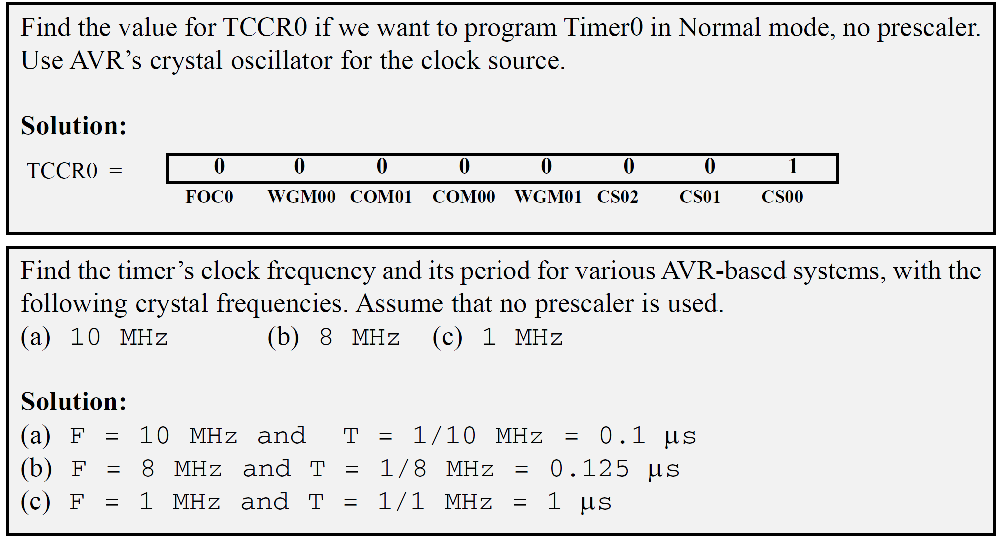 Find the value for TCCR0 if we want to program Timer0 in Normal mode, no prescaler.
Use AVR’s crystal oscillator for the clock source.
Solution:
TCCR0 = 0 0 0 0 0 0 0 1
FOC0 WGM00 COM01 COM00 WGM01 CS02 CS01 CS00
Find the timer’s clock frequency and its period for various AVR-based systems, with the
following crystal frequencies. Assume that no prescaler is used.
(a) 10 MHz (b) 8 MHz (c) 1 MHz
Solution:
(a) F = 10 MHz and T = 1/10 MHz = 0.1 μs
(b) F = 8 MHz and T = 1/8 MHz = 0.125 μs
(c) F = 1 MHz and T = 1/1 MHz = 1 μs